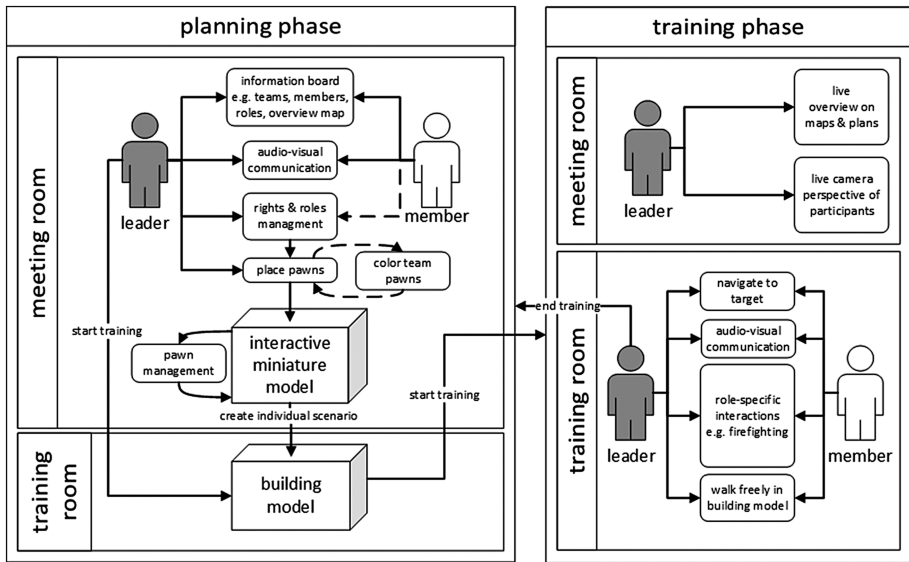 planning phase
meeting room
information board
e.g. teams, members,
roles, overview map
audio-visual
communication
leader
member
rights & roles
managment
place pawns
color team
pawns
start training
pawn
management
interactive
miniature
model
create individual scenario
start training
training
room
building
model
training phase
meeting room
leader
live
overview on
maps & plans
live camera
perspective of
participants
end training
training room
navigate to
target
audio-visual
communication
role-specific
interactions
e.g. firefighting
leader
member
walk freely in
building model